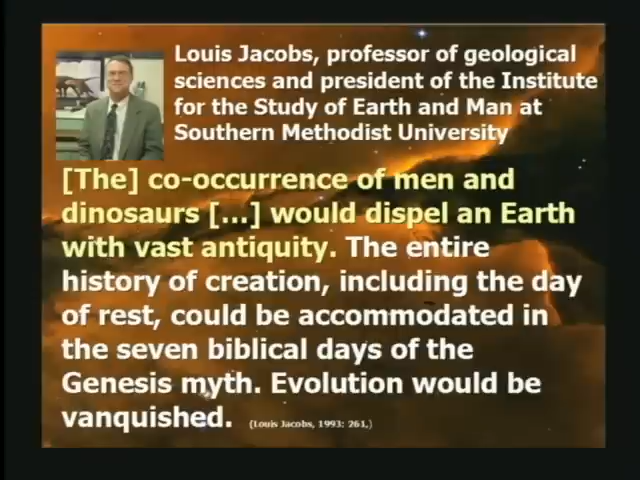 Louis Jacobs, professor of geological
sciences and president of the Institute
for the Study of Earth and Man at
Southern Methodist University
[The] co-occurrence of men and
dinosaurs [...] would dispel an Earth
with vast antiquity. The entire
history of creation, including the day
of rest, could be accommodated in
the seven biblical days of the
Genesis myth. Evolution would be
vanquished. (Louis Jacobs, 1993: 261,)